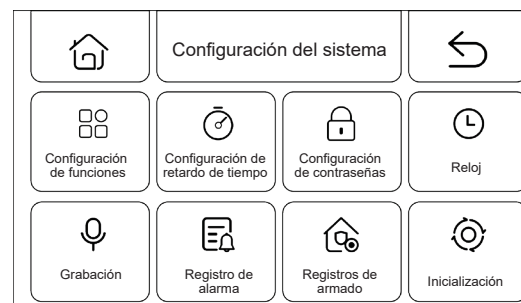 Configuración del sistema
Configuración
de funciones
Configuración de
retardo de tiempo
Configuración
de contraseñas
Reloj
Grabación
Registro de
alarma
Registros de
armado
Inicialización